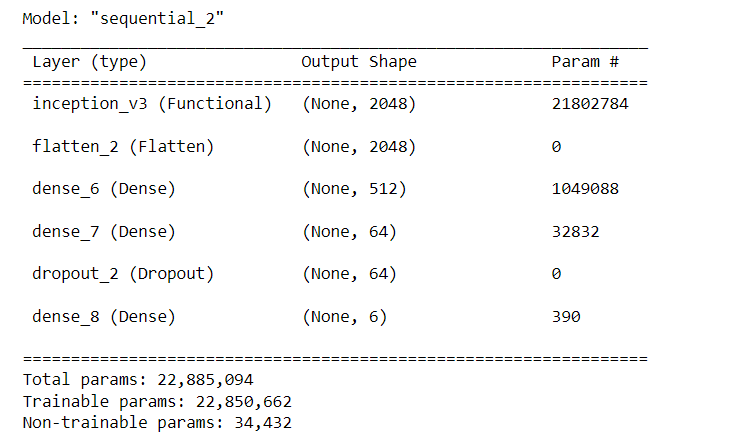 Model: "sequential_2"
_________________________________________________________________
Layer (type) Output Shape Param #
=================================================================
inception_v3 (Functional) (None, 2048) 21802784
flatten_2 (Flatten) (None, 2048) 0
dense_6 (Dense) (None, 512) 1049088
dense_7 (Dense) (None, 64) 32832
dropout_2 (Dropout) (None, 64) 0
dense_8 (Dense) (None, 6) 390
=================================================================
Total params: 22,885,094
Trainable params: 22,850,662
Non-trainable params: 34,432